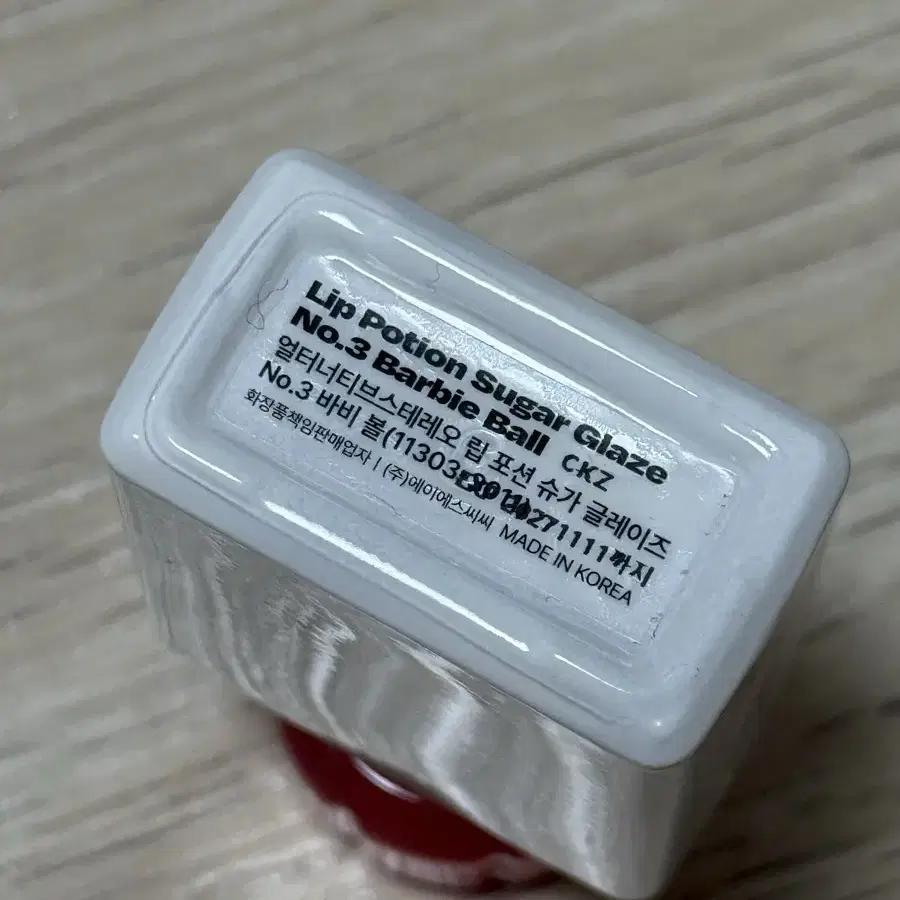 Lip Potion Sugar Glaze
No.3 Barbie Ball CKZ
얼터너티브스테레오 립 포션 슈가 글레이즈
No.3 바비 볼(11303
화장품책임판매업자 | (주)에이에스씨씨 MADE IN KOREA